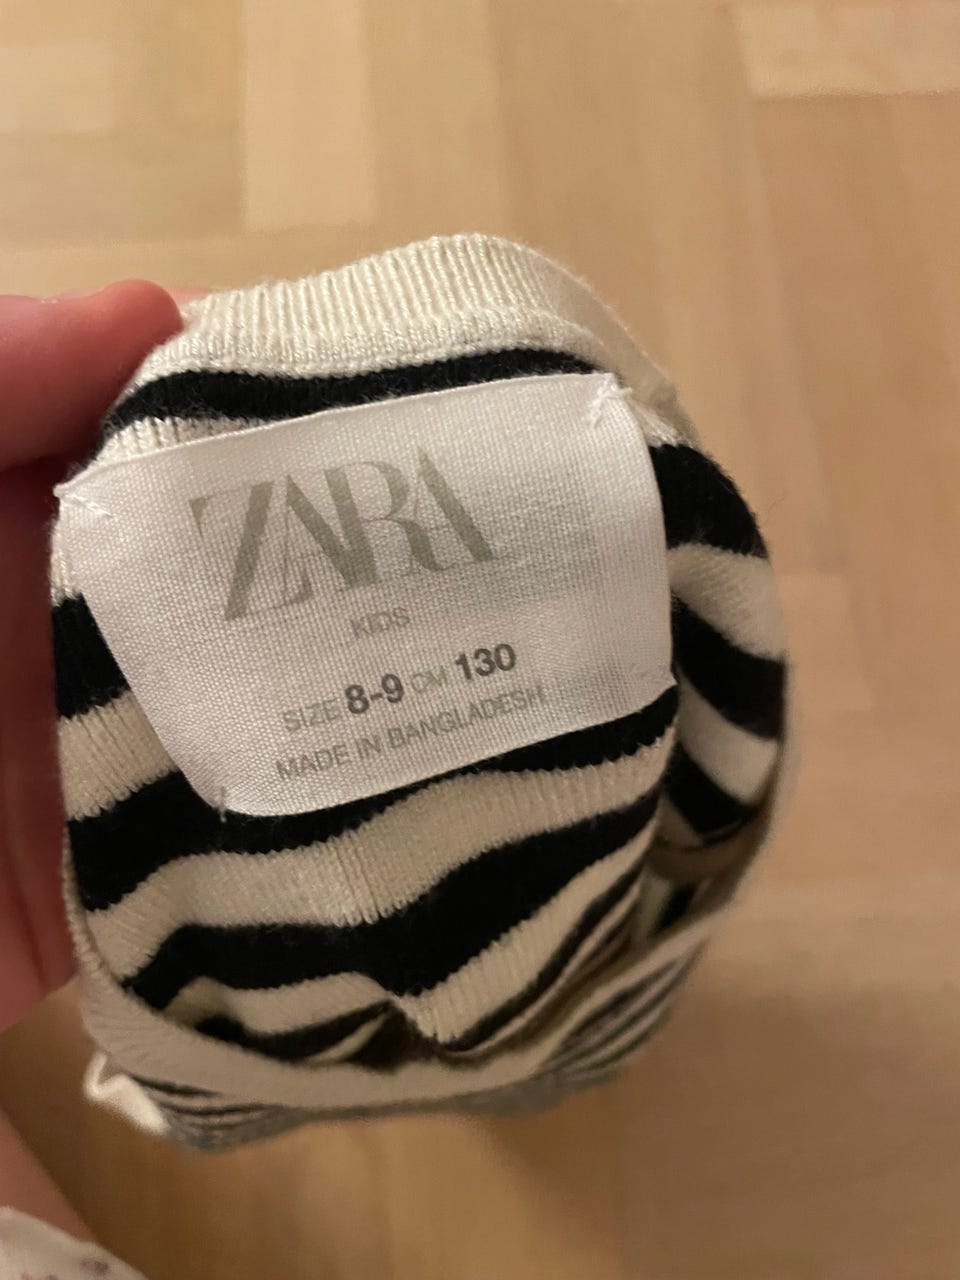 ZARA
KIDS
SIZE 8-9 CM 130
MADE IN BANGLADESH